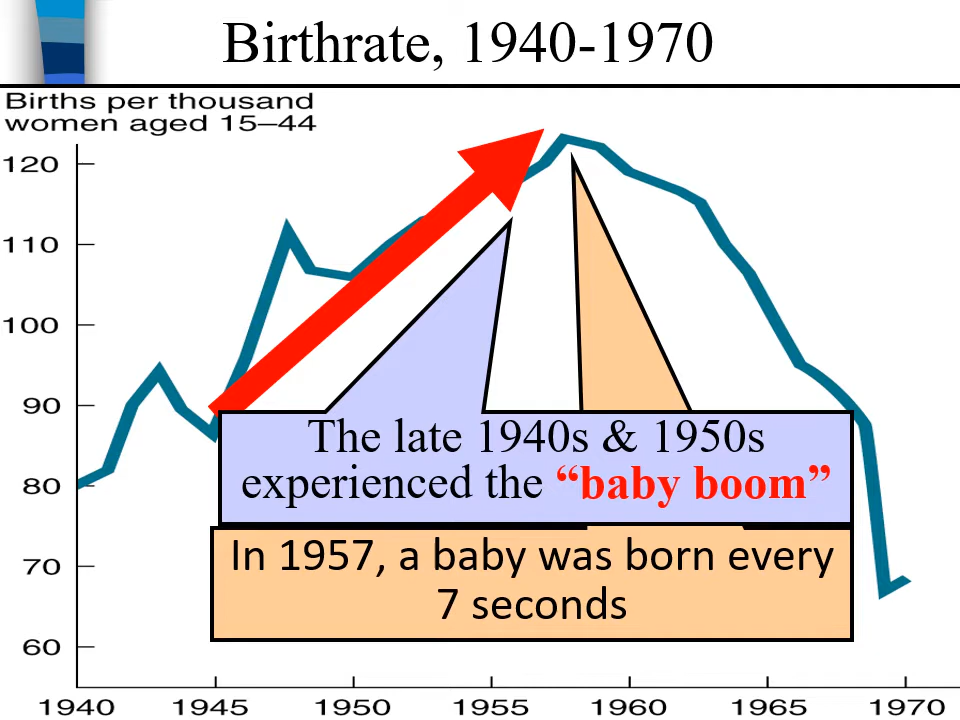 Birthrate, 1940-1970
Births per thousand
women aged 15–44
120
110
100
90
80
70
60
The late 1940s & 1950s
experienced the “baby boom”
In 1957, a baby was born every
7 seconds
1940 1945 1950 1955 1960 1965 1970